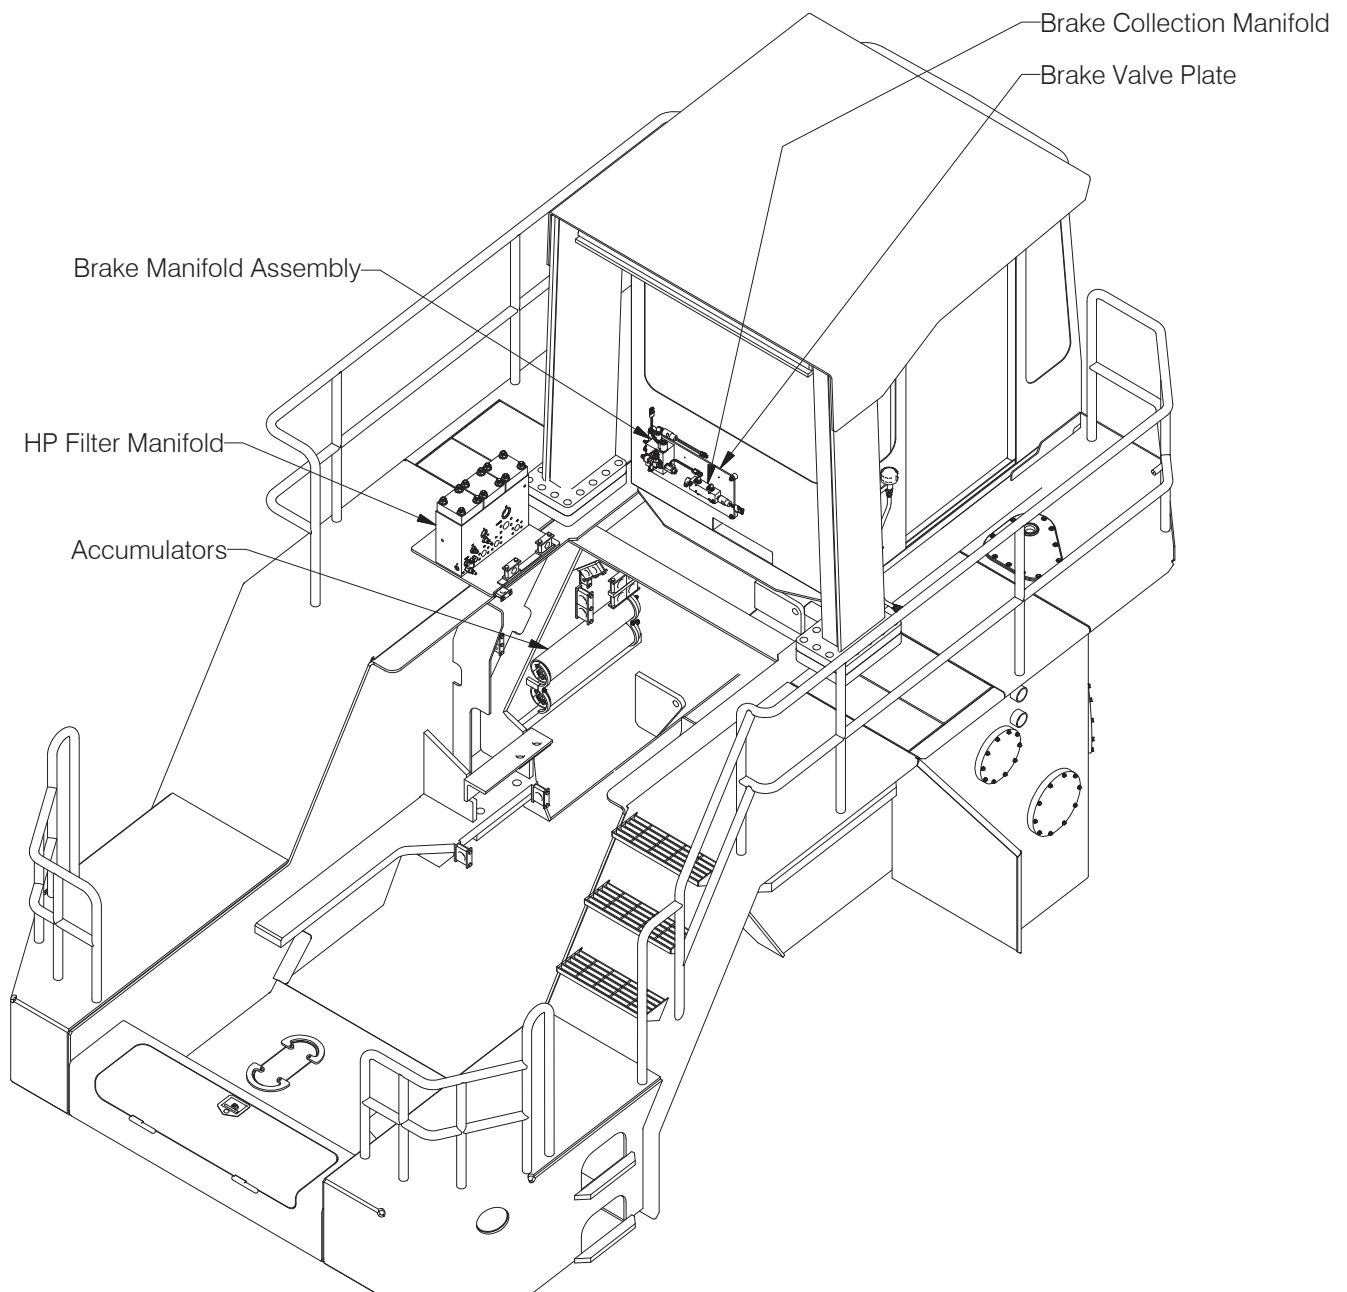 Brake Collection Manifold
Brake Valve Plate
Brake Manifold Assembly
HP Filter Manifold
Accumulators